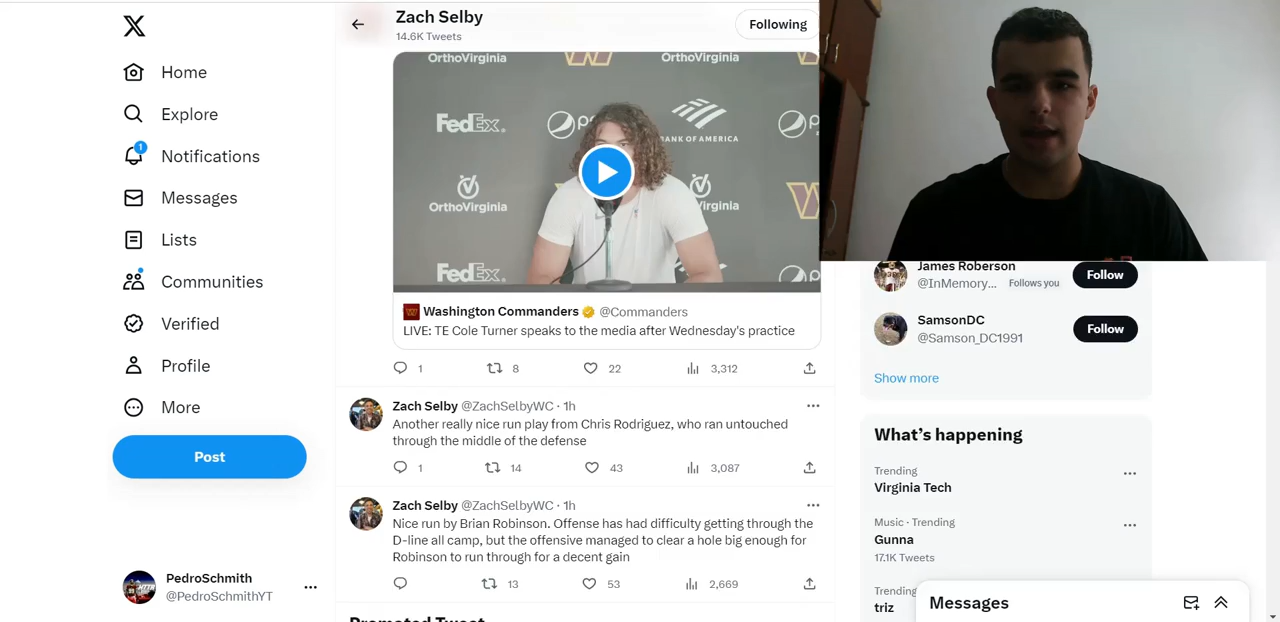 Home
Explore
1
Notifications
Messages
Lists
Communities
Verified
Profile
More
Post
PedroSchmith
@PedroSchmithYT
Zach Selby
14.6K Tweets
Following
OrthoVirginia
OrthoVirginia
FedEx.
BANK OF AMERICA
OrthoVirginia
FedEx
Washington Commanders @Commanders
LIVE: TE Cole Turner speaks to the media after Wednesday's practice
1 8 22 3,312
Zach Selby @ZachSelbyWC · 1h
Another really nice run play from Chris Rodriguez, who ran untouched
through the middle of the defense
1 14 43 3,087
Zach Selby @ZachSelbyWC · 1h
Nice run by Brian Robinson. Offense has had difficulty getting through the
D-line all camp, but the offensive managed to clear a hole big enough for
Robinson to run through for a decent gain
13 53 2,669
Promoted Tweet
James Roberson
@InMemory... Follows you
Follow
SamsonDC
@Samson_DC1991
Follow
Show more
What's happening
Trending
Virginia Tech
Music · Trending
Gunna
17.1K Tweets
Trending
triz
Messages